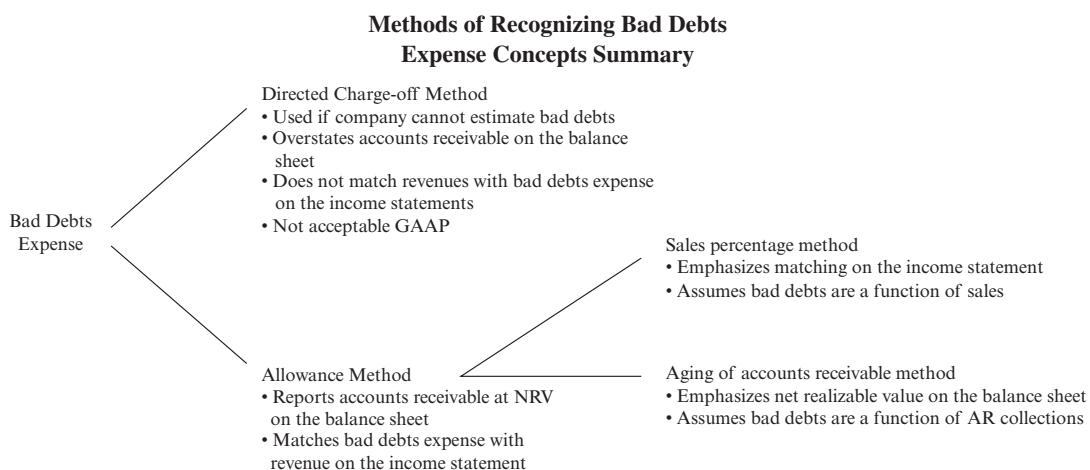 Methods of Recognizing Bad Debts
Expense Concepts Summary
Directed Charge-off Method
• Used if company cannot estimate bad debts
• Overstates accounts receivable on the balance
sheet
• Does not match revenues with bad debts expense
on the income statements
• Not acceptable GAAP
Bad Debts
Expense
Sales percentage method
• Emphasizes matching on the income statement
• Assumes bad debts are a function of sales
Allowance Method
• Reports accounts receivable at NRV
on the balance sheet
• Matches bad debts expense with
revenue on the income statement
Aging of accounts receivable method
• Emphasizes net realizable value on the balance sheet
• Assumes bad debts are a function of AR collections